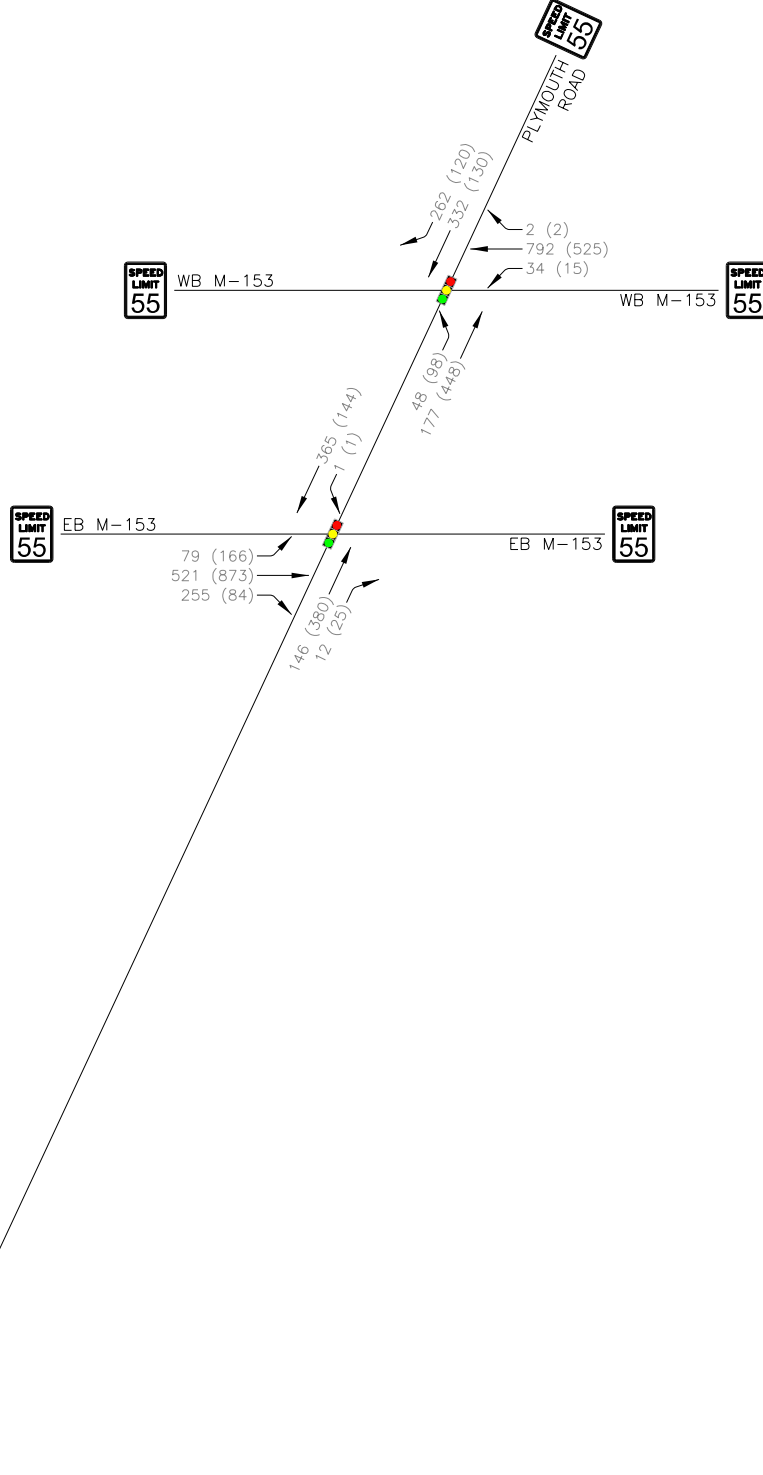 SPEED
LIMIT
55
PLYMOUTH
ROAD
262 (120)
332 (130)
2 (2)
792 (525)
34 (15)
SPEED
LIMIT
55
WB M-153
WB M-153
SPEED
LIMIT
55
48 (98)
177 (448)
365 (144)
1 (1)
SPEED
LIMIT
55
EB M-153
EB M-153
SPEED
LIMIT
55
79 (166)
521 (873)
255 (84)
146 (380)
12 (25)